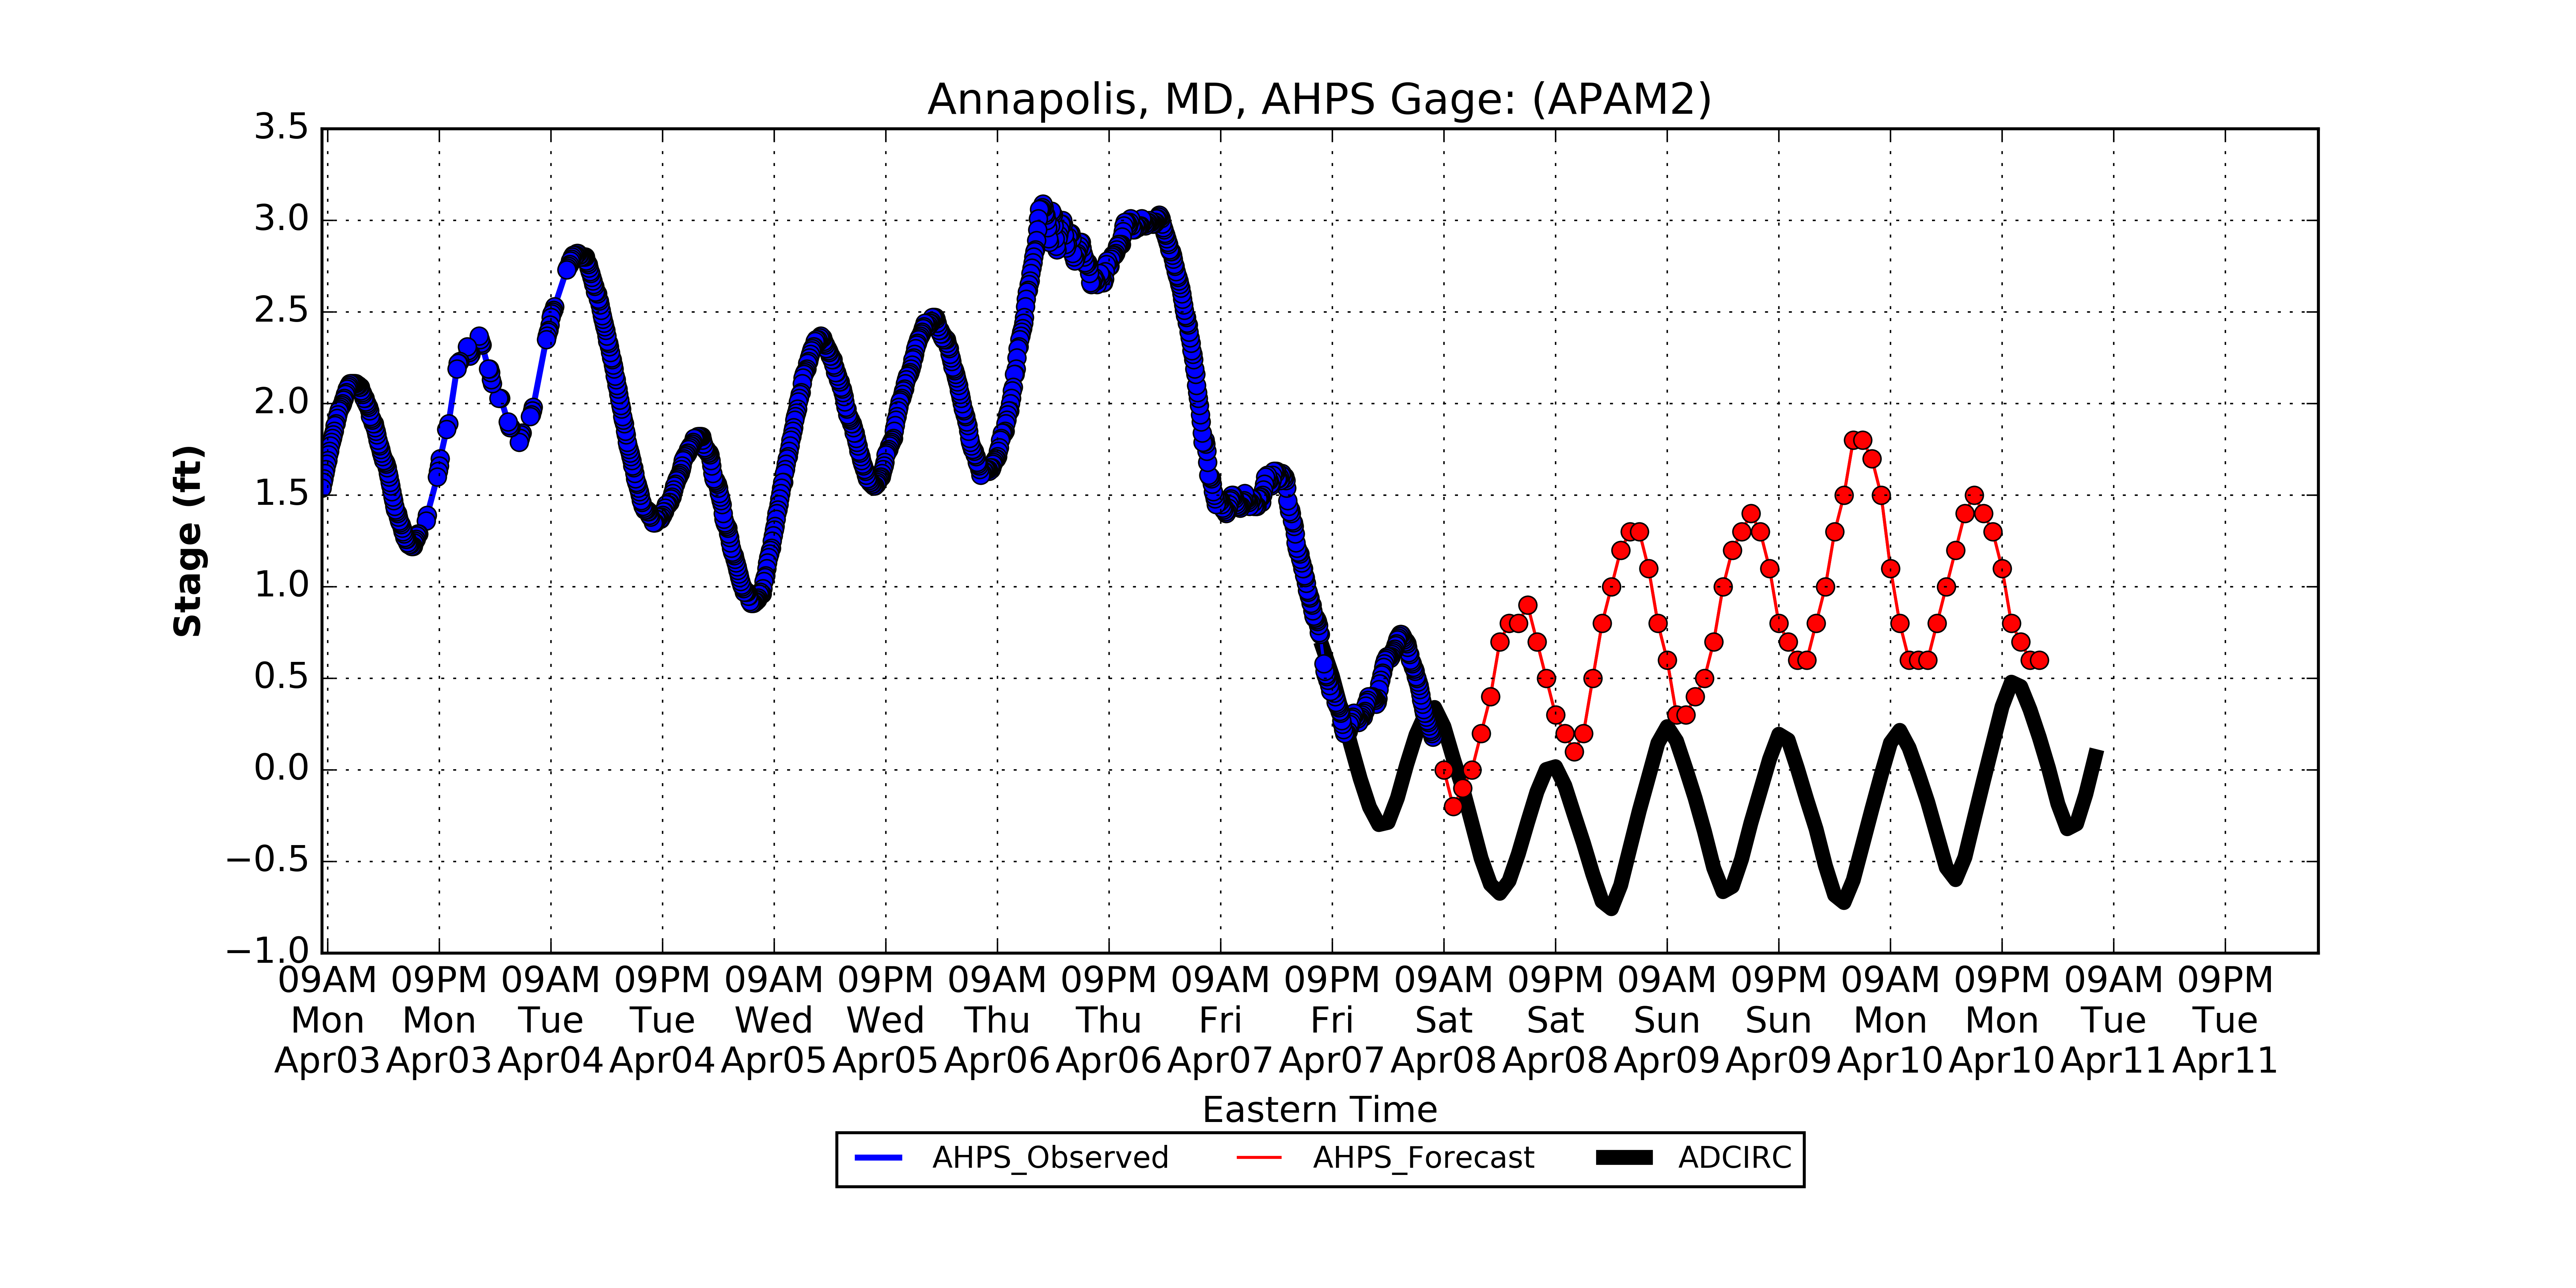 Annapolis, MD, AHPS Gage: (APAM2)
Stage (ft)
3.5
3.0
2.5
2.0
1.5
1.0
0.5
0.0
−0.5
−1.0
09AM 09PM 09AM 09PM 09AM 09PM 09AM 09PM 09AM 09PM 09AM 09PM 09AM 09PM 09AM 09PM 09AM 09PM
Mon Mon Tue Tue Wed Wed Thu Thu Fri Fri Sat Sat Sun Sun Mon Mon Tue Tue
Apr03 Apr03 Apr04 Apr04 Apr05 Apr05 Apr06 Apr06 Apr07 Apr07 Apr08 Apr08 Apr09 Apr09 Apr10 Apr10 Apr11 Apr11
Eastern Time
AHPS_Observed AHPS_Forecast ADCIRC